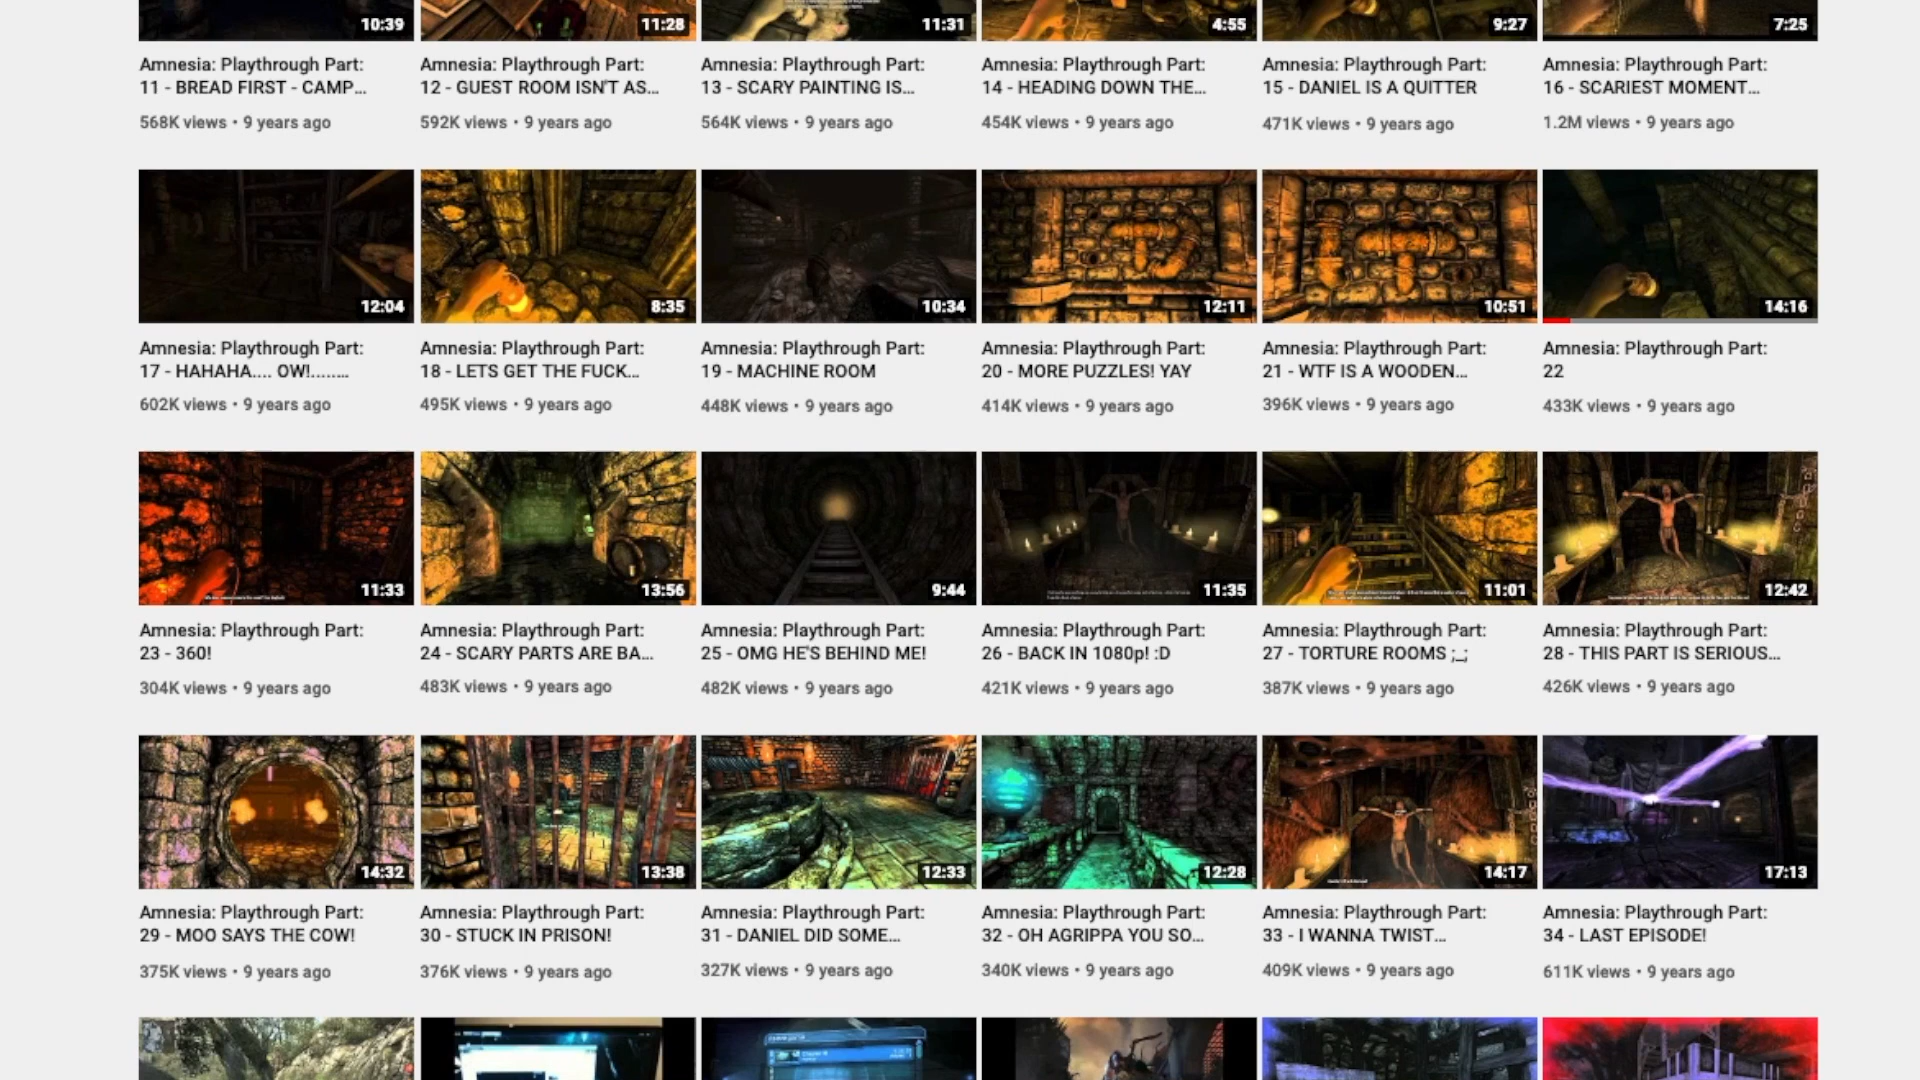 10:39
11:28
11:31
4:55
9:27
7:25
Amnesia: Playthrough Part:
11 - BREAD FIRST - CAMP...
568K views • 9 years ago
Amnesia: Playthrough Part:
12 - GUEST ROOM ISN'T AS...
592K views • 9 years ago
Amnesia: Playthrough Part:
13 - SCARY PAINTING IS...
564K views • 9 years ago
Amnesia: Playthrough Part:
14 - HEADING DOWN THE...
454K views • 9 years ago
Amnesia: Playthrough Part:
15 - DANIEL IS A QUITTER
471K views • 9 years ago
Amnesia: Playthrough Part:
16 - SCARIEST MOMENT...
1.2M views • 9 years ago
12:04
8:35
10:34
12:11
10:51
14:16
Amnesia: Playthrough Part:
17 - HAHAHA.... OW!.......
602K views • 9 years ago
Amnesia: Playthrough Part:
18 - LETS GET THE FUCK...
495K views • 9 years ago
Amnesia: Playthrough Part:
19 - MACHINE ROOM
448K views • 9 years ago
Amnesia: Playthrough Part:
20 - MORE PUZZLES! YAY
414K views • 9 years ago
Amnesia: Playthrough Part:
21 - WTF IS A WOODEN...
396K views • 9 years ago
Amnesia: Playthrough Part:
22
433K views • 9 years ago
11:33
13:56
9:44
11:35
11:01
12:42
Amnesia: Playthrough Part:
23 - 360!
304K views • 9 years ago
Amnesia: Playthrough Part:
24 - SCARY PARTS ARE BA...
483K views • 9 years ago
Amnesia: Playthrough Part:
25 - OMG HE'S BEHIND ME!
482K views • 9 years ago
Amnesia: Playthrough Part:
26 - BACK IN 1080p! :D
421K views • 9 years ago
Amnesia: Playthrough Part:
27 - TORTURE ROOMS ;_;
387K views • 9 years ago
Amnesia: Playthrough Part:
28 - THIS PART IS SERIOUS...
426K views • 9 years ago
14:32
13:38
12:33
12:28
14:17
17:13
Amnesia: Playthrough Part:
29 - MOO SAYS THE COW!
375K views • 9 years ago
Amnesia: Playthrough Part:
30 - STUCK IN PRISON!
376K views • 9 years ago
Amnesia: Playthrough Part:
31 - DANIEL DID SOME...
327K views • 9 years ago
Amnesia: Playthrough Part:
32 - OH AGRIPPA YOU SO...
340K views • 9 years ago
Amnesia: Playthrough Part:
33 - I WANNA TWIST...
409K views • 9 years ago
Amnesia: Playthrough Part:
34 - LAST EPISODE!
611K views • 9 years ago